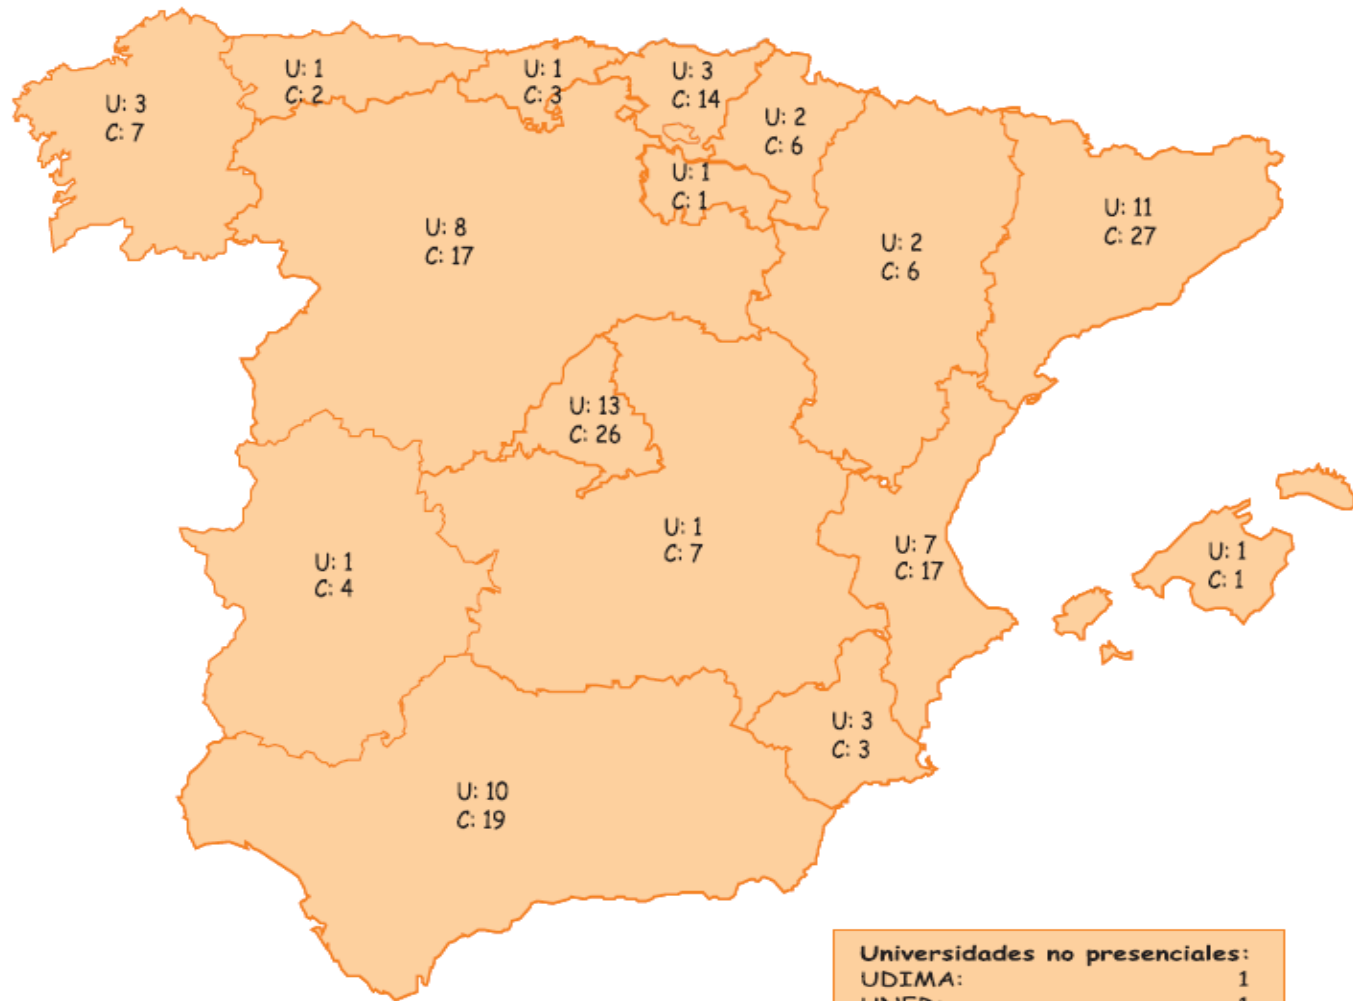 U: 1
C: 2
U: 1
C: 3
U: 3
C: 14
U: 3
C: 7
U: 2
C: 6
U: 1
C: 1
U: 11
C: 27
U: 8
C: 17
U: 2
C: 6
U: 13
C: 26
U: 1
C: 7
U: 7
C: 17
U: 1
C: 1
U: 1
C: 4
U: 3
C: 3
U: 10
C: 19
Universidades no presenciales:
UDIMA: 1